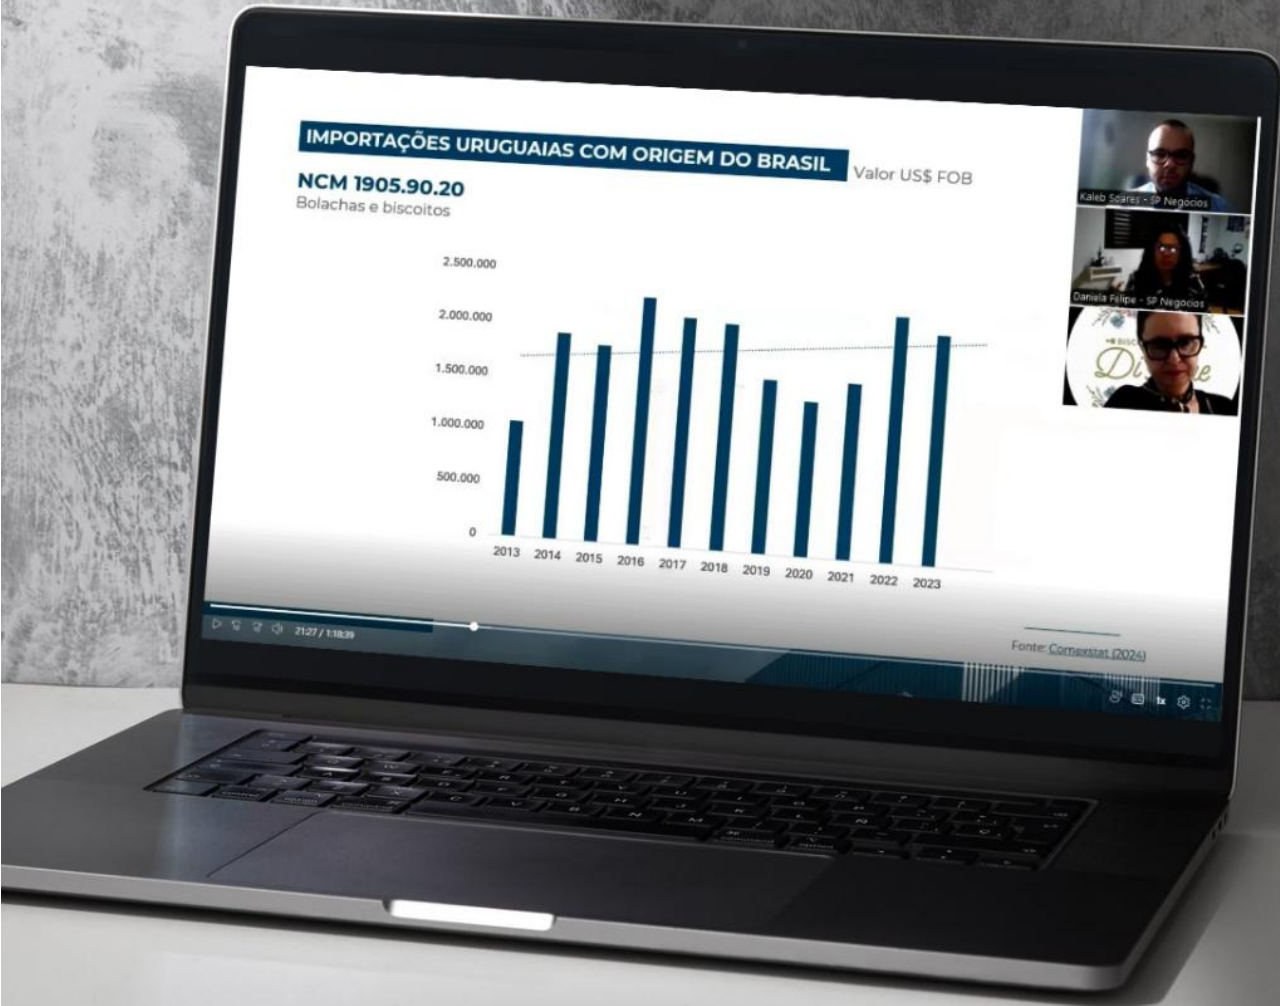 IMPORTAÇÕES URUGUAIAS COM ORIGEM DO BRASIL Valor US$ FOB
NCM 1905.90.20
Bolachas e biscoitos
2.500.000
2.000.000
1.500.000
1.000.000
500.000
0
2013 2014 2015 2016 2017 2018 2019 2020 2021 2022 2023
Kaleb Soares - SP Negócios
Daniela Felipe - SP Negócios
Fonte: Comexstat (2024)
21:27 / 1:18:39
1x